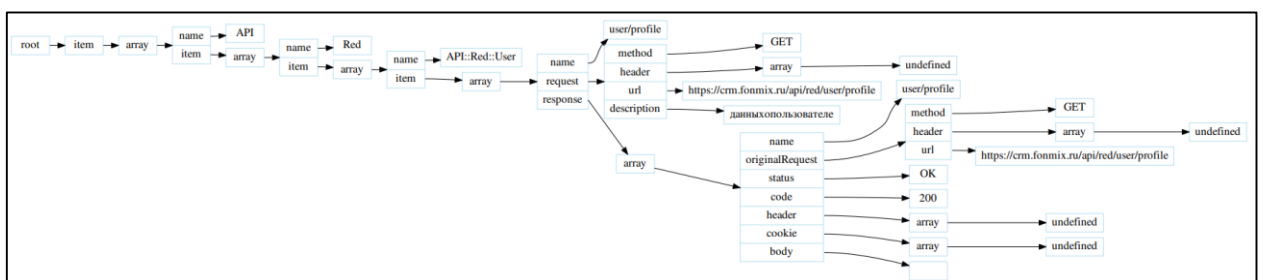 root
item
array
name
item
API
array
name
item
Red
array
name
item
API::Red::User
array
name
request
response
user/profile
method
header
url
description
GET
array
undefined
https://crm.fonmix.ru/api/red/user/profile
данныхопользователе
array
name
originalRequest
status
code
header
cookie
body
user/profile
method
header
url
GET
array
undefined
https://crm.fonmix.ru/api/red/user/profile
OK
200
array
undefined
array
undefined